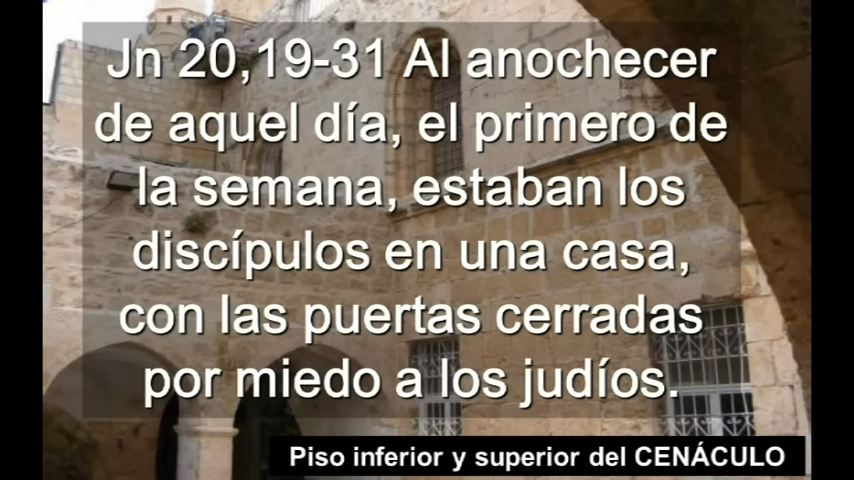 Jn 20,19-31 Al anochecer
de aquel día, el primero de
la semana, estaban los
discípulos en una casa,
con las puertas cerradas
por miedo a los judíos.
Piso inferior y superior del CENÁCULO